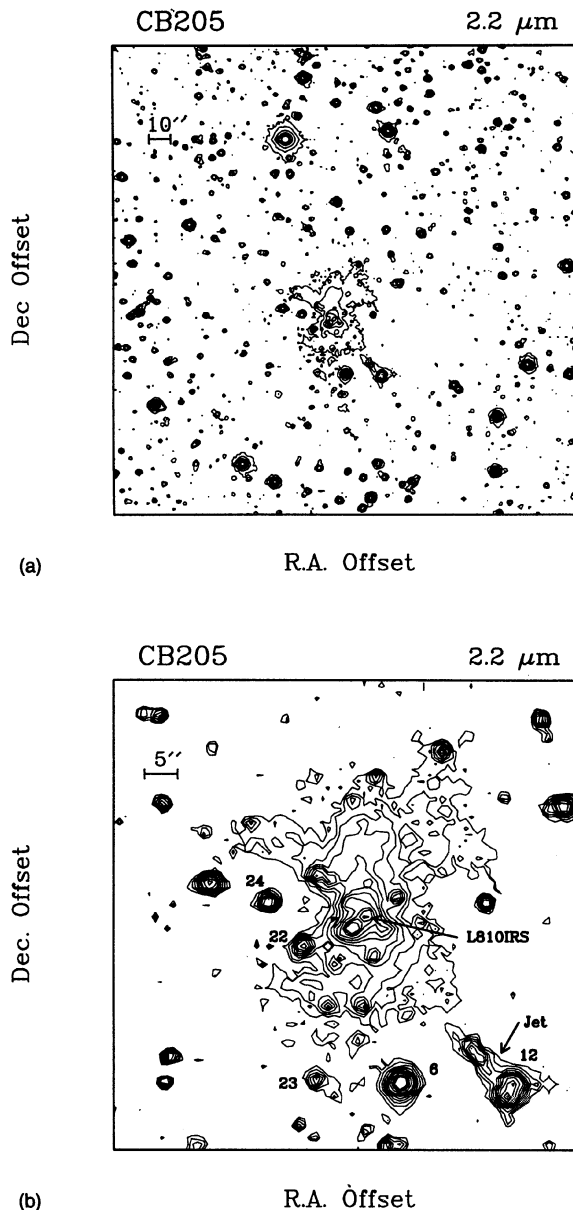 CB205 2.2 μm
10''
Dec Offset
(a)
R.A. Offset
CB205 2.2 μm
5''
24
22
L810IRS
Dec. Offset
Jet
12
6
23
(b)
R.A. Offset